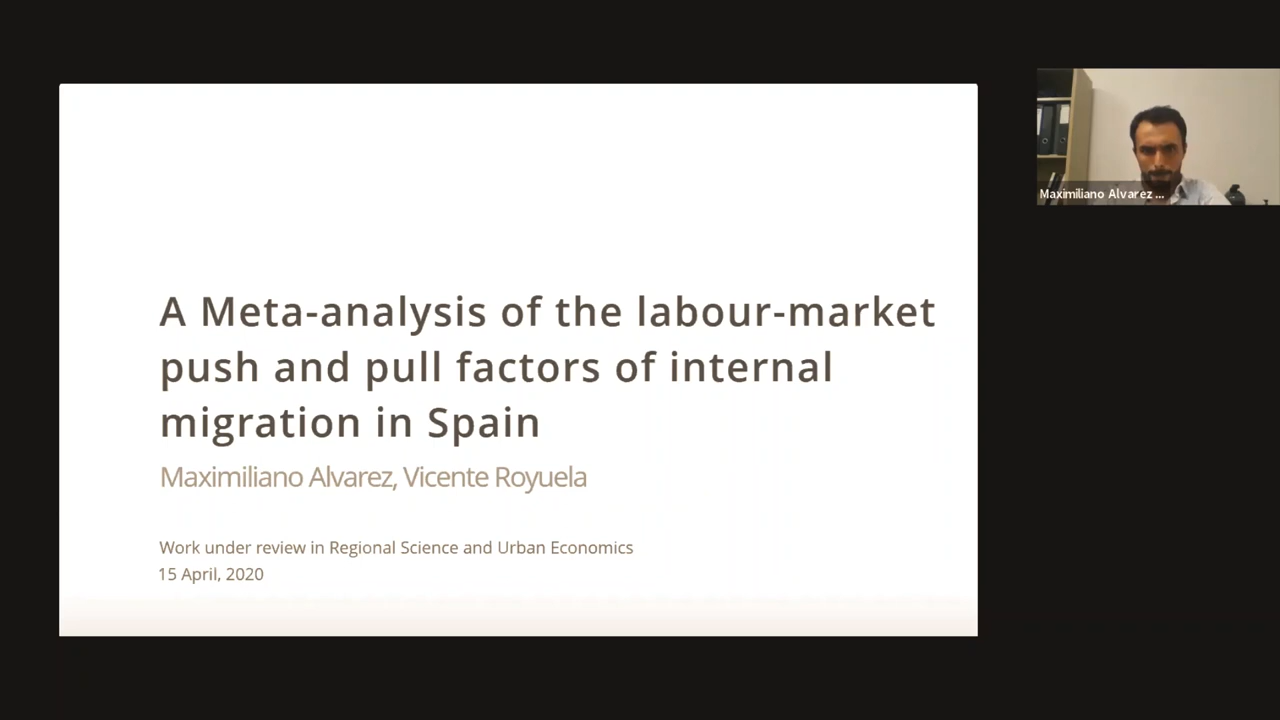 A Meta-analysis of the labour-market
push and pull factors of internal
migration in Spain
Maximiliano Alvarez, Vicente Royuela
Work under review in Regional Science and Urban Economics
15 April, 2020
Maximiliano Alvarez ...